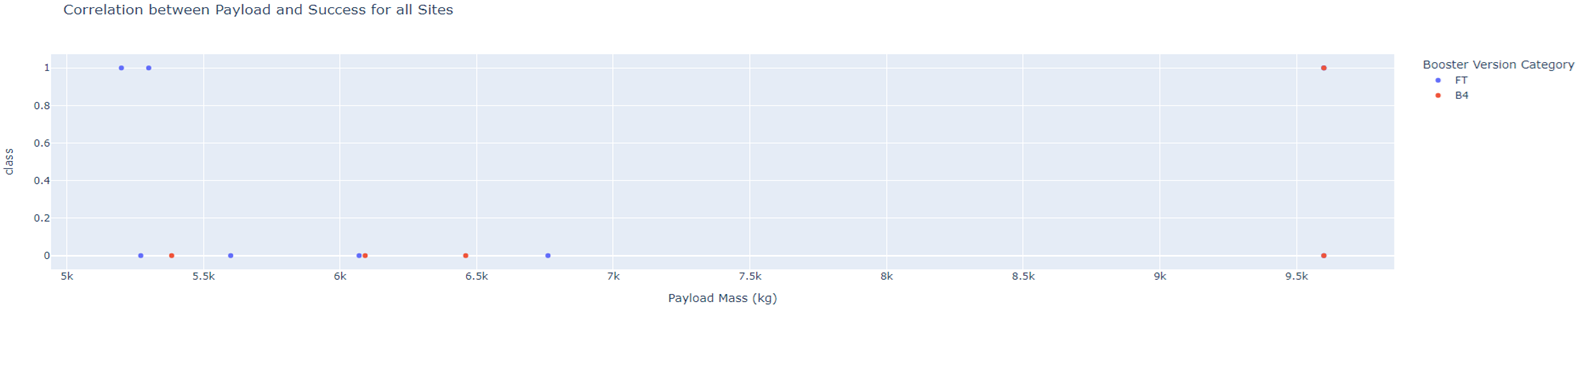 Correlation between Payload and Success for all Sites
Booster Version Category
FT
B4
class
1
0.8
0.6
0.4
0.2
0
5k 5.5k 6k 6.5k 7k 7.5k 8k 8.5k 9k 9.5k
Payload Mass (kg)